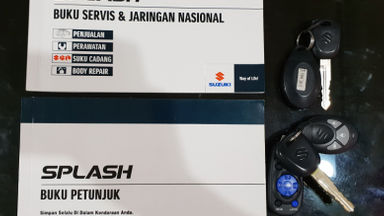 SPLASH
BUKU SERVIS & JARINGAN NASIONAL
PENJUALAN
PERAWATAN
SUKU CADANG
BODY REPAIR
SUZUKI
Way of Life!
SPLASH
BUKU PETUNJUK
Simpan Selalu Di Dalam Kendaraan Anda.